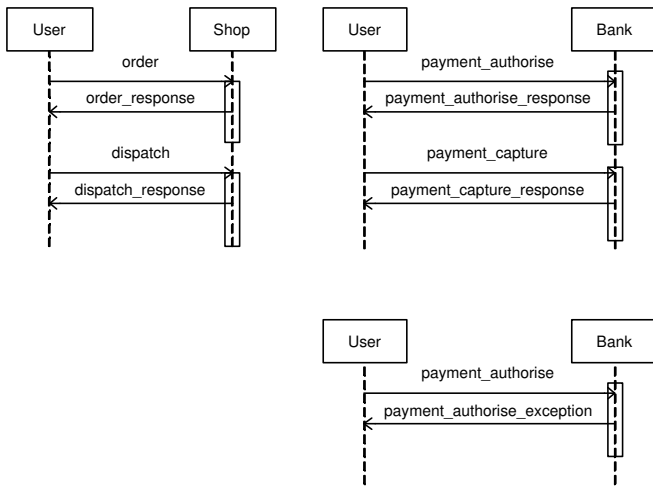 User
Shop
order
order_response
dispatch
dispatch_response
User
Bank
payment_authorise
payment_authorise_response
payment_capture
payment_capture_response
User
Bank
payment_authorise
payment_authorise_exception